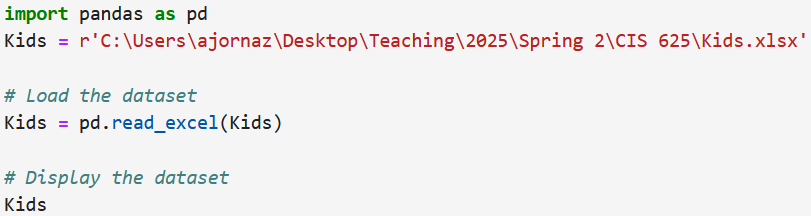 import pandas as pd
Kids = r'C:\Users\ajornaz\Desktop\Teaching\2025\Spring 2\CIS 625\Kids.xlsx'
# Load the dataset
Kids = pd.read_excel(Kids)
# Display the dataset
Kids